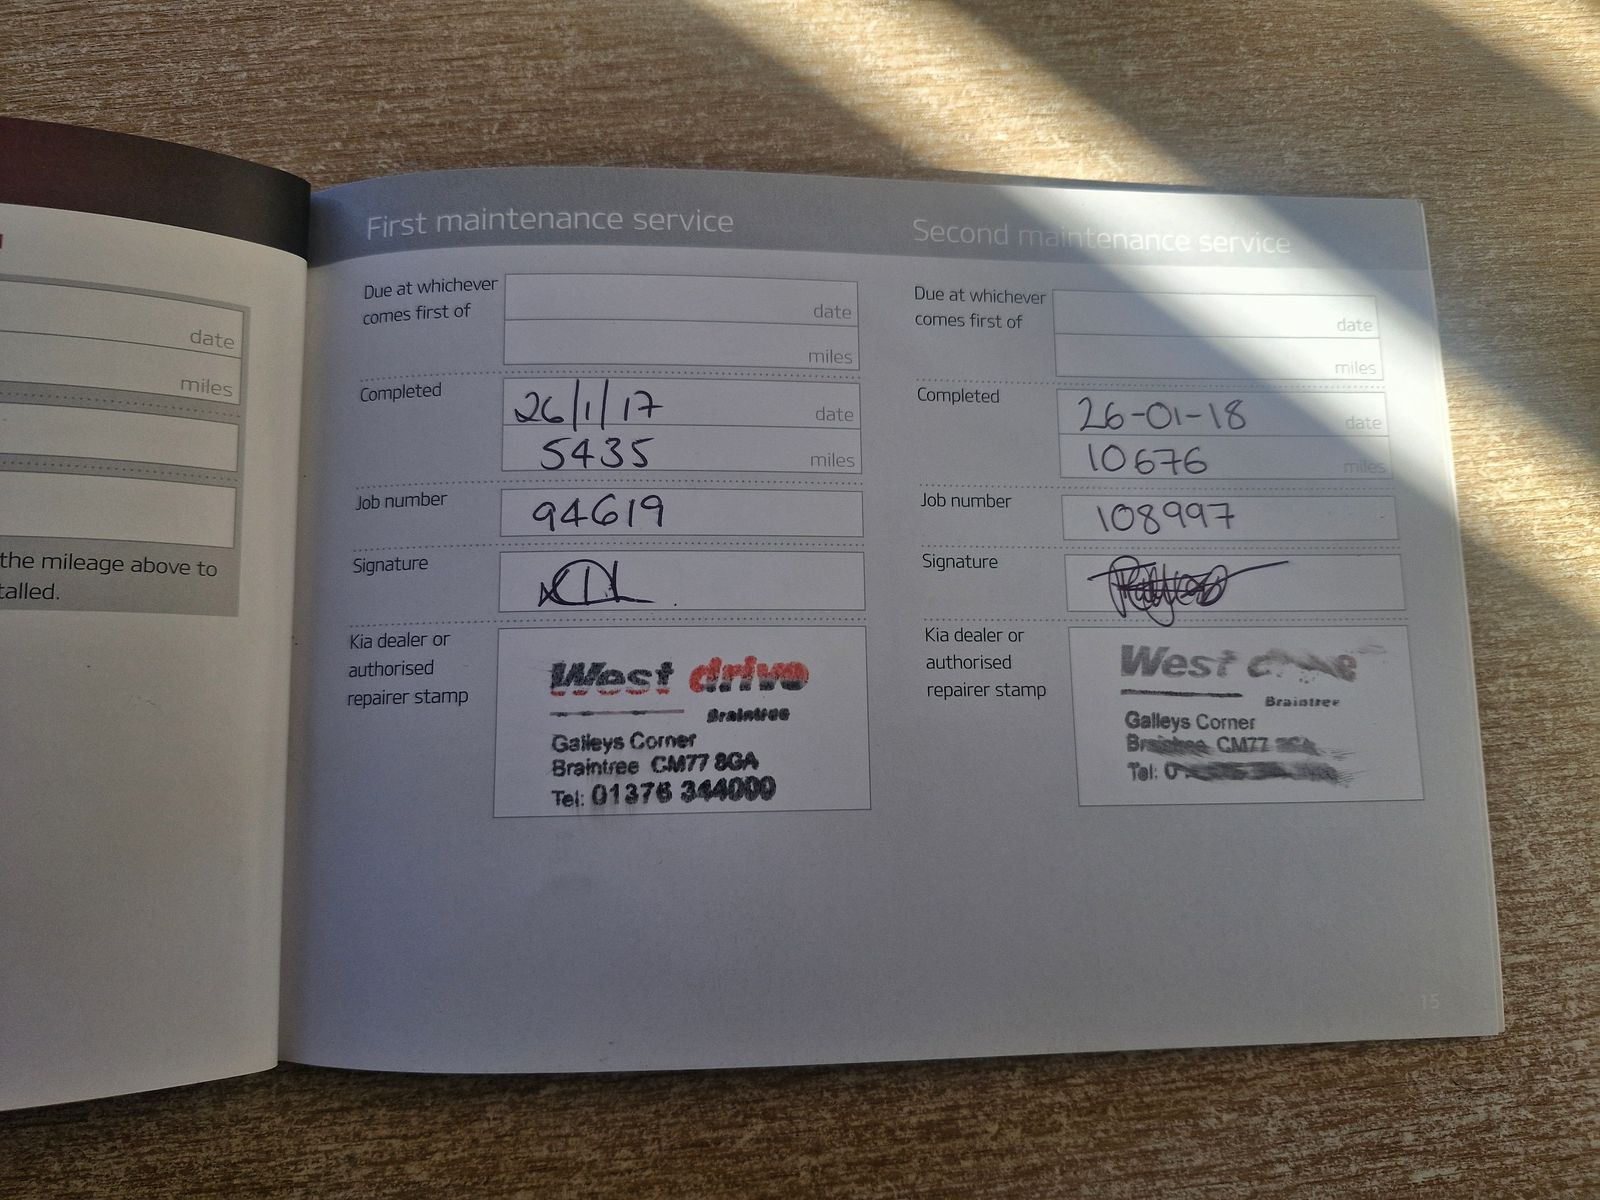 date
miles
the mileage above to
talled.
First maintenance service
Due at whichever
comes first of
date
miles
Completed
26/1/17 date
5435 miles
Job number
94619
Signature
Kia dealer or
authorised
repairer stamp
West drive
Braintree
Galleys Corner
Braintree CM77 8GA
Tel: 01376 344000
Second maintenance service
Due at whichever
comes first of
date
miles
Completed
26-01-18 date
10676 miles
Job number
108997
Signature
Kia dealer or
authorised
repairer stamp
West
Braintree
Galleys Corner
Braintree CM77
Tel:
15